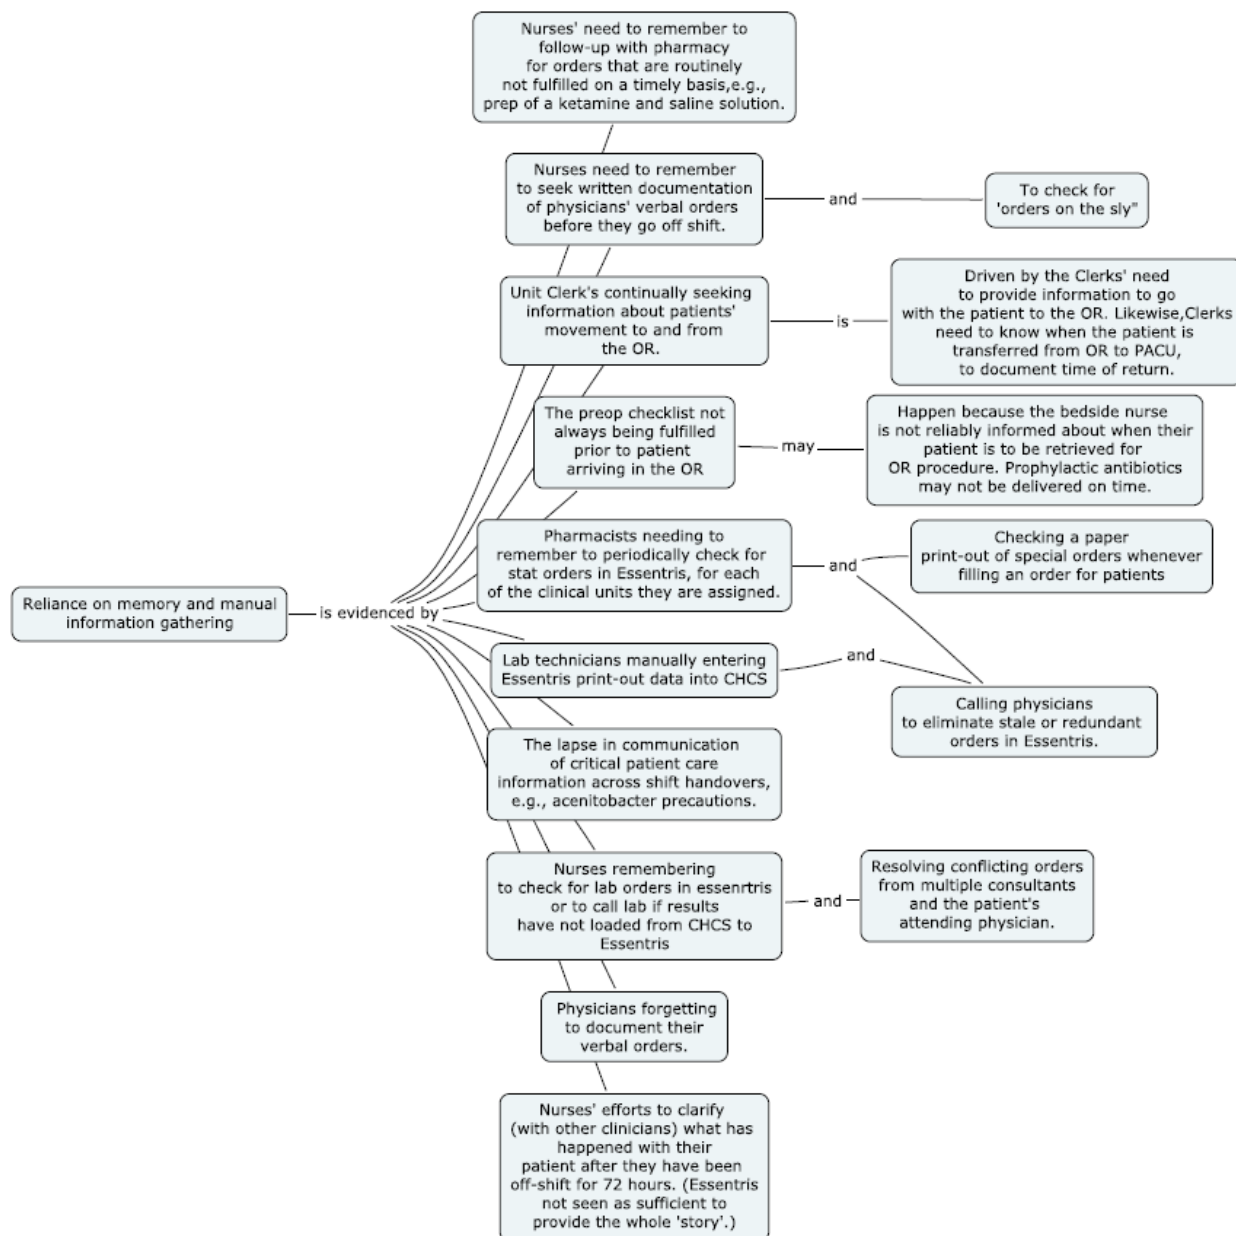 Nurses' need to remember to
follow-up with pharmacy
for orders that are routinely
not fulfilled on a timely basis,e.g.,
prep of a ketamine and saline solution.
Nurses need to remember
to seek written documentation
of physicians' verbal orders
before they go off shift.
and
To check for
'orders on the sly"
Unit Clerk's continually seeking
information about patients'
movement to and from
the OR.
is
Driven by the Clerks' need
to provide information to go
with the patient to the OR. Likewise,Clerks
need to know when the patient is
transferred from OR to PACU,
to document time of return.
The preop checklist not
always being fulfilled
prior to patient
arriving in the OR
may
Happen because the bedside nurse
is not reliably informed about when their
patient is to be retrieved for
OR procedure. Prophylactic antibiotics
may not be delivered on time.
Pharmacists needing to
remember to periodically check for
stat orders in Essentris, for each
of the clinical units they are assigned.
and
Checking a paper
print-out of special orders whenever
filling an order for patients
Reliance on memory and manual
information gathering
is evidenced by
Lab technicians manually entering
Essentris print-out data into CHCS
and
Calling physicians
to eliminate stale or redundant
orders in Essentris.
The lapse in communication
of critical patient care
information across shift handovers,
e.g., acenitobacter precautions.
Nurses remembering
to check for lab orders in essenrtris
or to call lab if results
have not loaded from CHCS to
Essentris
and
Resolving conflicting orders
from multiple consultants
and the patient's
attending physician.
Physicians forgetting
to document their
verbal orders.
Nurses' efforts to clarify
(with other clinicians) what has
happened with their
patient after they have been
off-shift for 72 hours. (Essentris
not seen as sufficient to
provide the whole 'story'.)